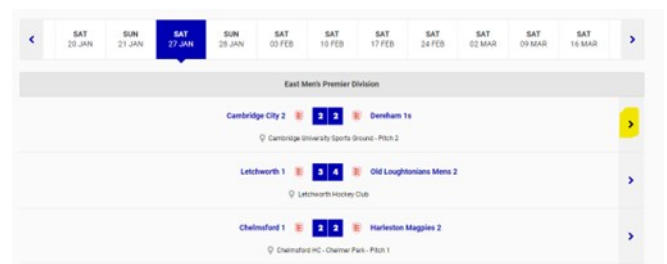 SAT SUN SAT SUN SAT SAT SAT SAT SAT SAT SAT
20 JAN 21 JAN 27 JAN 28 JAN 03 FEB 10 FEB 17 FEB 24 FEB 02 MAR 09 MAR 16 MAR
East Men's Premier Division
Cambridge City 2 2 2 Dereham 1s
Cambridge University Sports Ground - Pitch 2
Letchworth 1 3 4 Old Loughtonians Mens 2
Letchworth Hockey Club
Chelmsford 1 2 2 Harleston Magpies 2
Chelmsford HC - Chelmer Park - Pitch 1